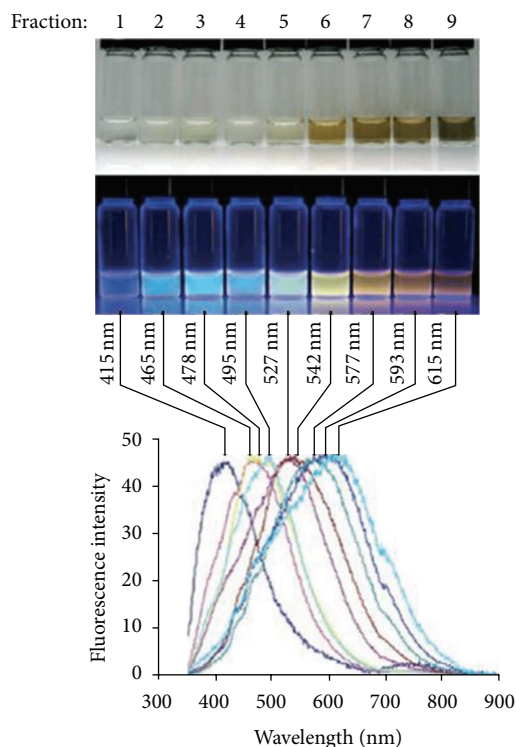 Fraction: 1 2 3 4 5 6 7 8 9
415 nm
465 nm
478 nm
495 nm
527 nm
542 nm
577 nm
593 nm
615 nm
50
40
30
20
10
0
Fluorescence intensity
300 400 500 600 700 800 900
Wavelength (nm)